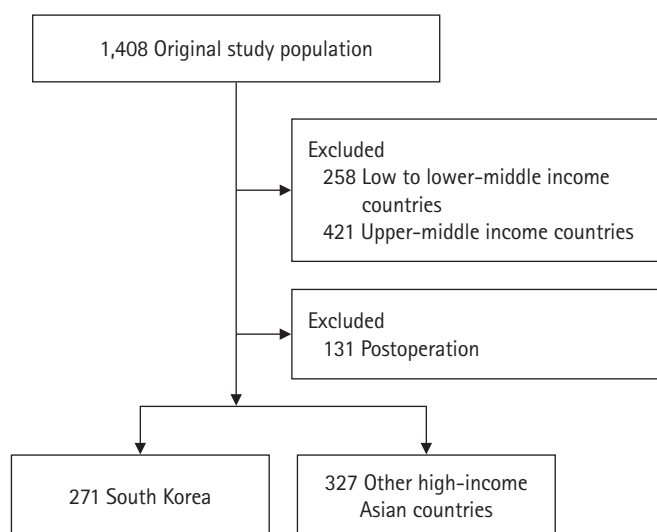 1,408 Original study population
Excluded
258 Low to lower-middle income
countries
421 Upper-middle income countries
Excluded
131 Postoperation
271 South Korea
327 Other high-income
Asian countries